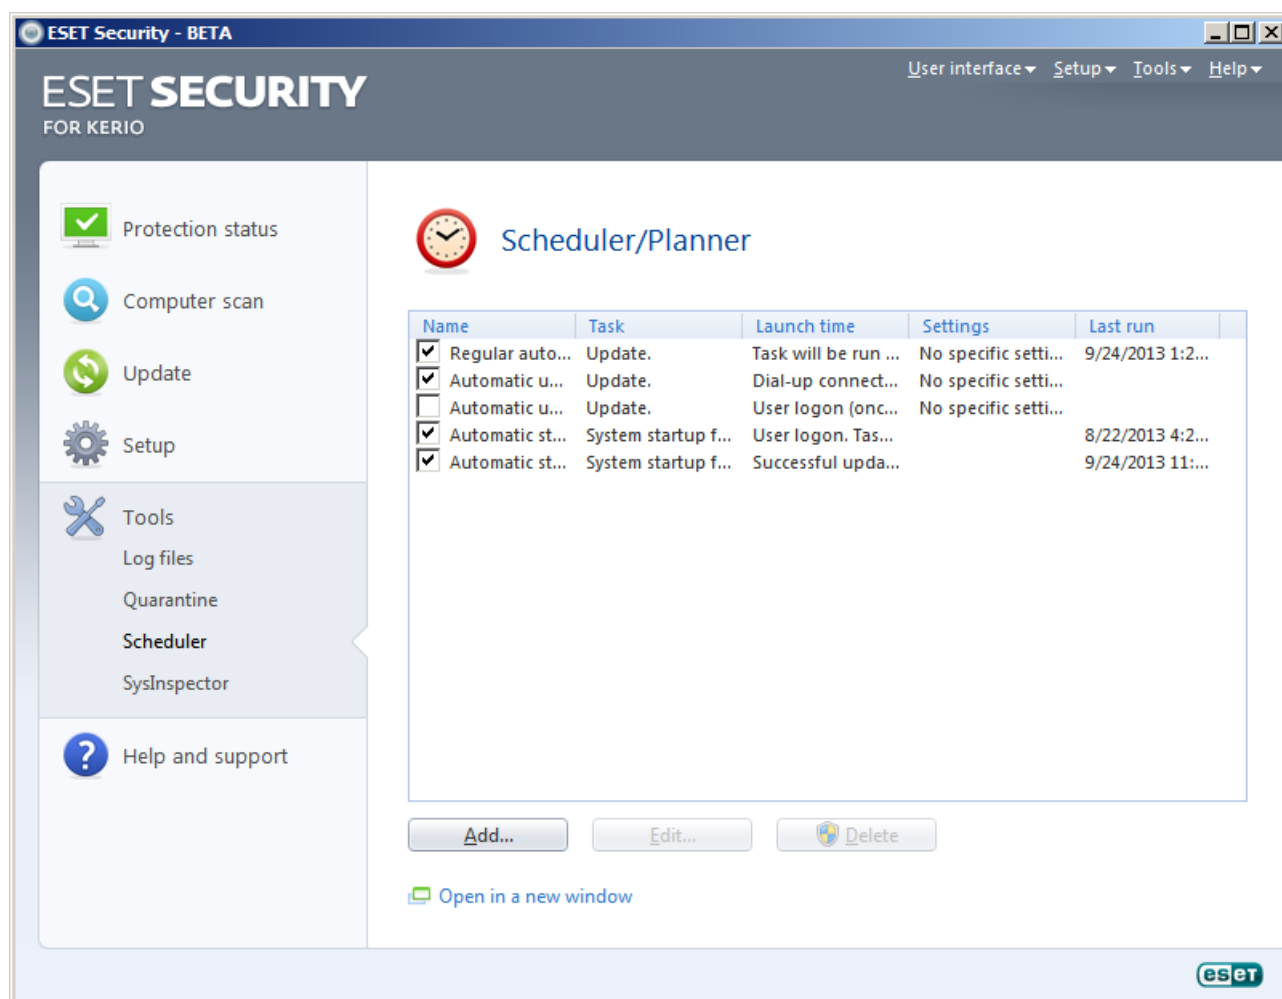 ESET Security - BETA
User interface Setup Tools Help
ESET SECURITY
FOR KERIO
Protection status
Computer scan
Update
Setup
Tools
Log files
Quarantine
Scheduler
SysInspector
Help and support
Scheduler/Planner
Name Task Launch time Settings Last run
Regular auto... Update. Task will be run ... No specific setti... 9/24/2013 1:2...
Automatic u... Update. Dial-up connect... No specific setti...
Automatic u... Update. User logon (onc... No specific setti...
Automatic st... System startup f... User logon. Tas... 8/22/2013 4:2...
Automatic st... System startup f... Successful upda... 9/24/2013 11:...
Add... Edit... Delete
Open in a new window
eseT